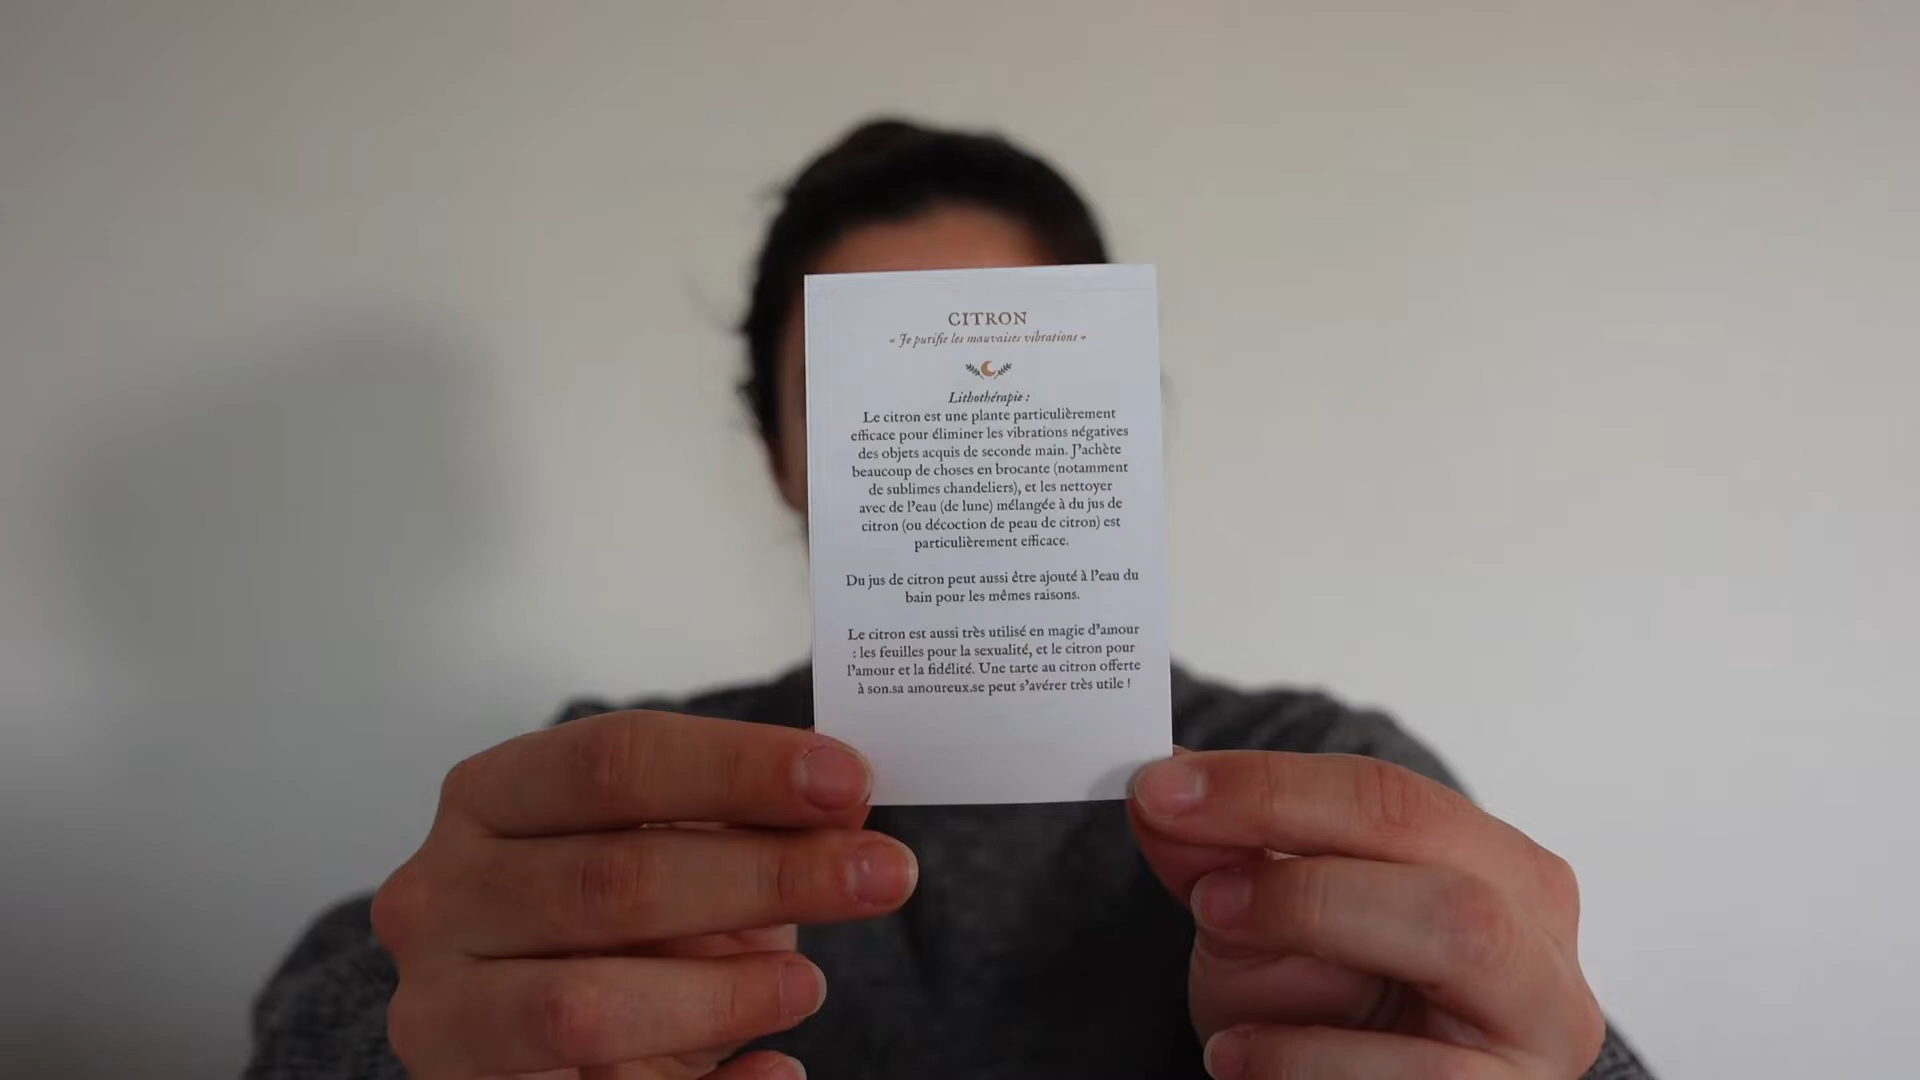 CITRON
« Je purifie les mauvaises vibrations »
Lithothérapie :
Le citron est une plante particulièrement
efficace pour éliminer les vibrations négatives
des objets acquis de seconde main. J'achète
beaucoup de choses en brocante (notamment
de sublimes chandeliers), et les nettoyer
avec de l'eau (de lune) mélangée à du jus de
citron (ou décoction de peau de citron) est
particulièrement efficace.
Du jus de citron peut aussi être ajouté à l'eau du
bain pour les mêmes raisons.
Le citron est aussi très utilisé en magie d'amour
: les feuilles pour la sexualité, et le citron pour
l'amour et la fidélité. Une tarte au citron offerte
à son.sa amoureux.se peut s'avérer très utile !